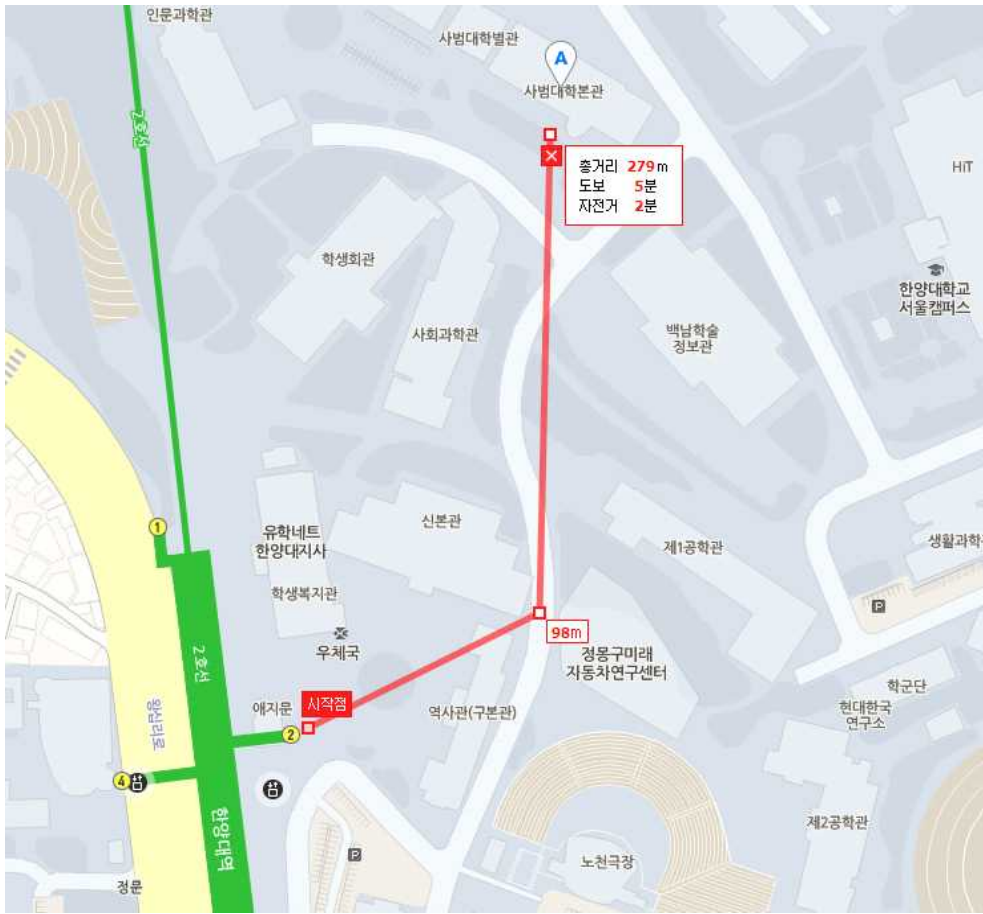 인문과학관
사범대학별관
A
사범대학본관
2호선
총거리 279m
도보 5분
자전거 2분
HiT
학생회관
한양대학교
서울캠퍼스
사회과학관
백남학술
정보관
1
신본관
유학네트
한양대지사
제1공학관
생활과학관
학생복지관
P
우체국
98m
정몽구미래
자동차연구센터
2호선
시작점
학군단
애지문
역사관(구본관)
현대한국
연구소
왕십리로
2
4
한양대역
제2공학관
P
노천극장
정문